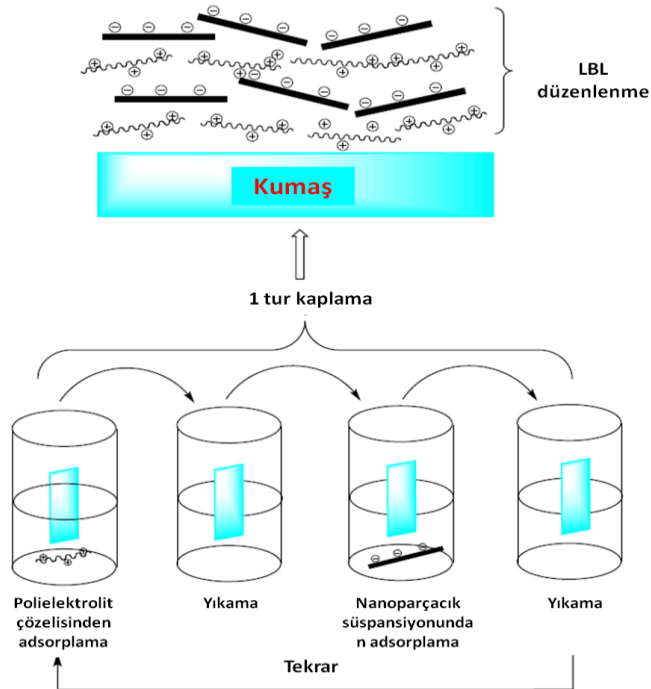 LBL
düzenlenme
Kumaş
1 tur kaplama
Polielektrolit
çözelisinden
adsorplama
Yıkama
Nanoparçacık
süspansiyonunda
n adsorplama
Yıkama
Tekrar